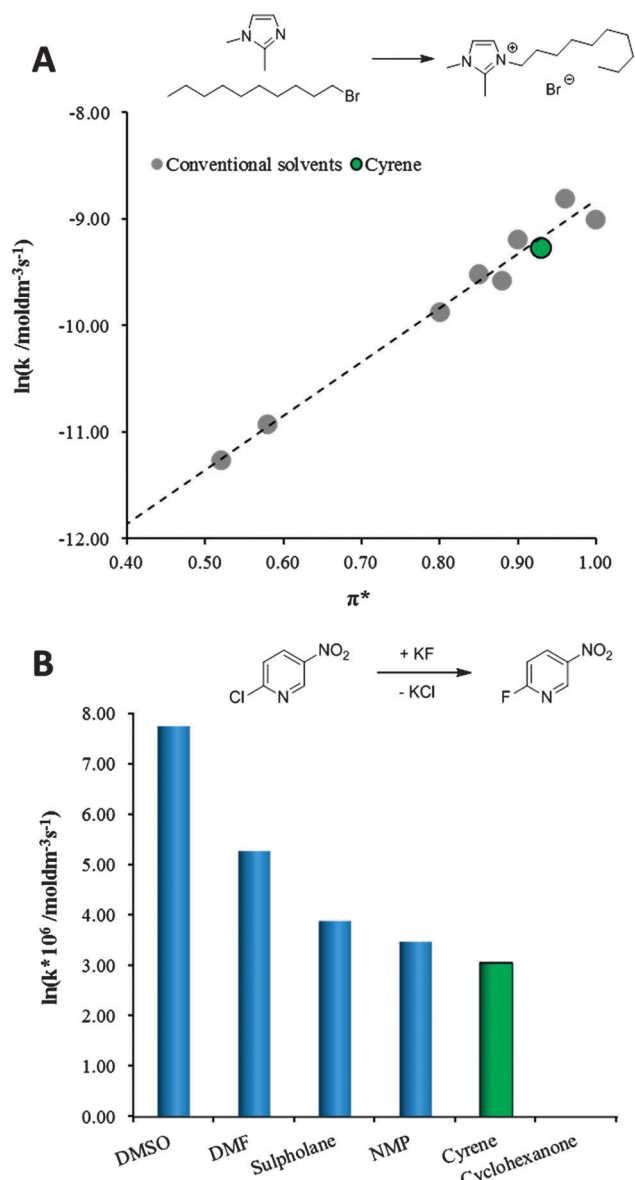 A
N
N
Br
N
N
+
Br ⊖
-8.00
-9.00
-10.00
-11.00
-12.00
ln(k /moldm⁻³s⁻¹)
Conventional solvents Cyrene
0.40 0.50 0.60 0.70 0.80 0.90 1.00
π*
B
Cl
N
NO₂
+ KF
- KCl
F
N
NO₂
8.00
7.00
6.00
5.00
4.00
3.00
2.00
1.00
0.00
ln(k*10⁶ /moldm⁻³s⁻¹)
DMSO
DMF
Sulpholane
NMP
Cyrene
Cyclohexanone